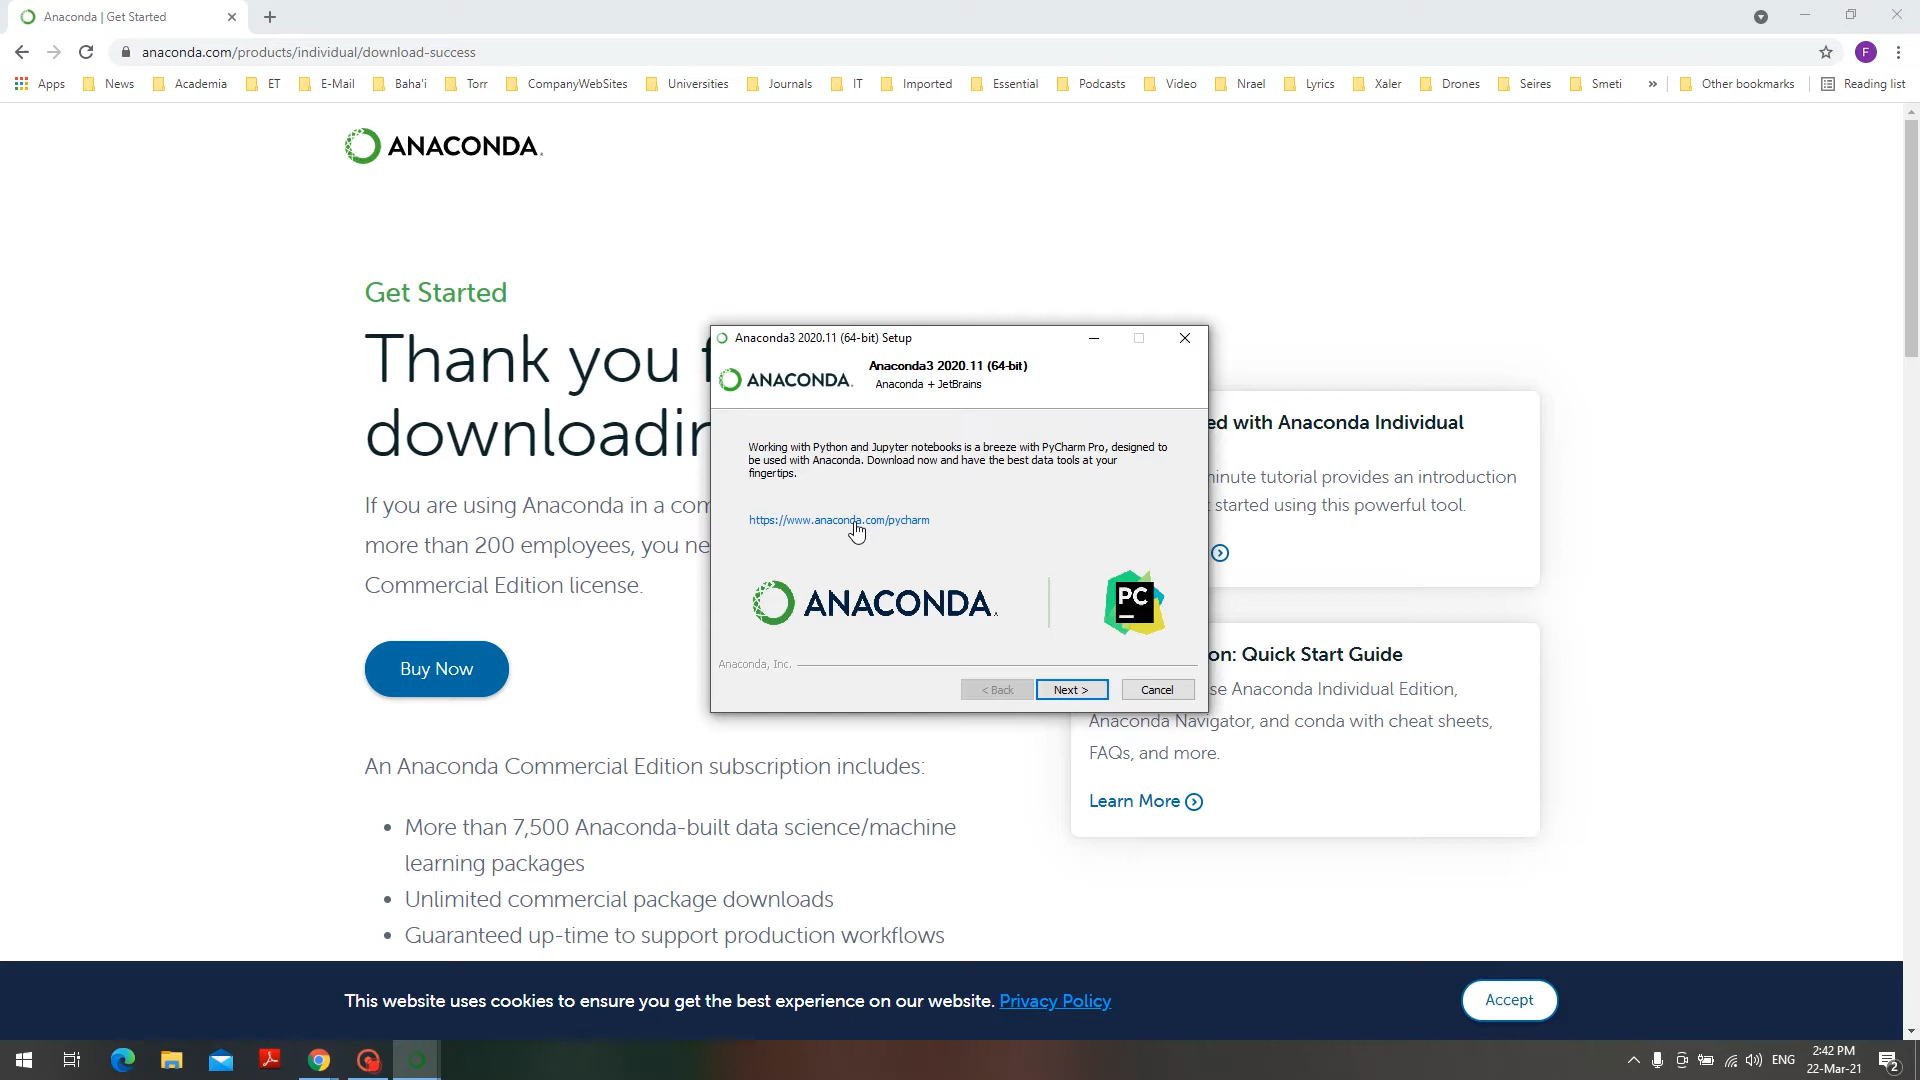 Anaconda | Get Started
anaconda.com/products/individual/download-success
F
Apps News Academia ET E-Mail Baha'i Torr CompanyWebSites Universities Journals IT Imported Essential Podcasts Video Nrael Lyrics Xaler Drones Seires Smeti » Other bookmarks Reading list
ANACONDA.
Get Started
Thank you f
downloadin
If you are using Anaconda in a com
more than 200 employees, you ne
Commercial Edition license.
Buy Now
An Anaconda Commercial Edition subscription includes:
• More than 7,500 Anaconda-built data science/machine
learning packages
• Unlimited commercial package downloads
• Guaranteed up-time to support production workflows
Anaconda3 2020.11 (64-bit) Setup
ANACONDA.
Anaconda3 2020.11 (64-bit)
Anaconda + JetBrains
Working with Python and Jupyter notebooks is a breeze with PyCharm Pro, designed to
be used with Anaconda. Download now and have the best data tools at your
fingertips.
https://www.anaconda.com/pycharm
ANACONDA.
PC
Anaconda, Inc.
< Back Next > Cancel
ed with Anaconda Individual
inute tutorial provides an introduction
started using this powerful tool.
on: Quick Start Guide
se Anaconda Individual Edition,
Anaconda Navigator, and conda with cheat sheets,
FAQs, and more.
Learn More
This website uses cookies to ensure you get the best experience on our website. Privacy Policy
Accept
ENG
2:42 PM
22-Mar-21
2